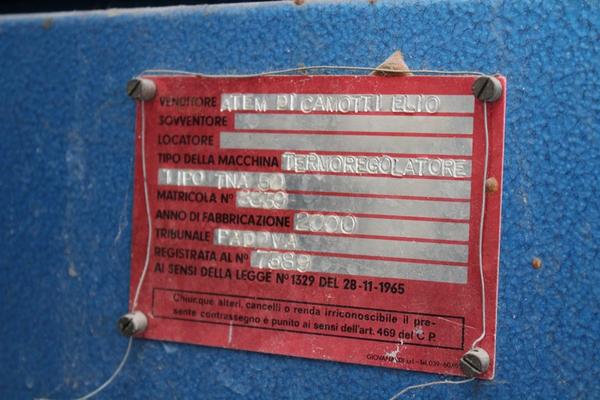 VENDITORE ATEM DI CAMOTTI ELIO
SOVVENTORE
LOCATORE
TIPO DELLA MACCHINA TERMOREGOLATORE
TIPO TNA 60
MATRICOLA N°
ANNO DI FABBRICAZIONE 2000
TRIBUNALE PADOVA
REGISTRATA AL N° 7389
AI SENSI DELLA LEGGE N° 1329 DEL 28-11-1965
Chiunque alteri, cancelli o renda irriconoscibile il pre-
sente contrassegno è punito ai sensi dell'art. 469 del C.P.